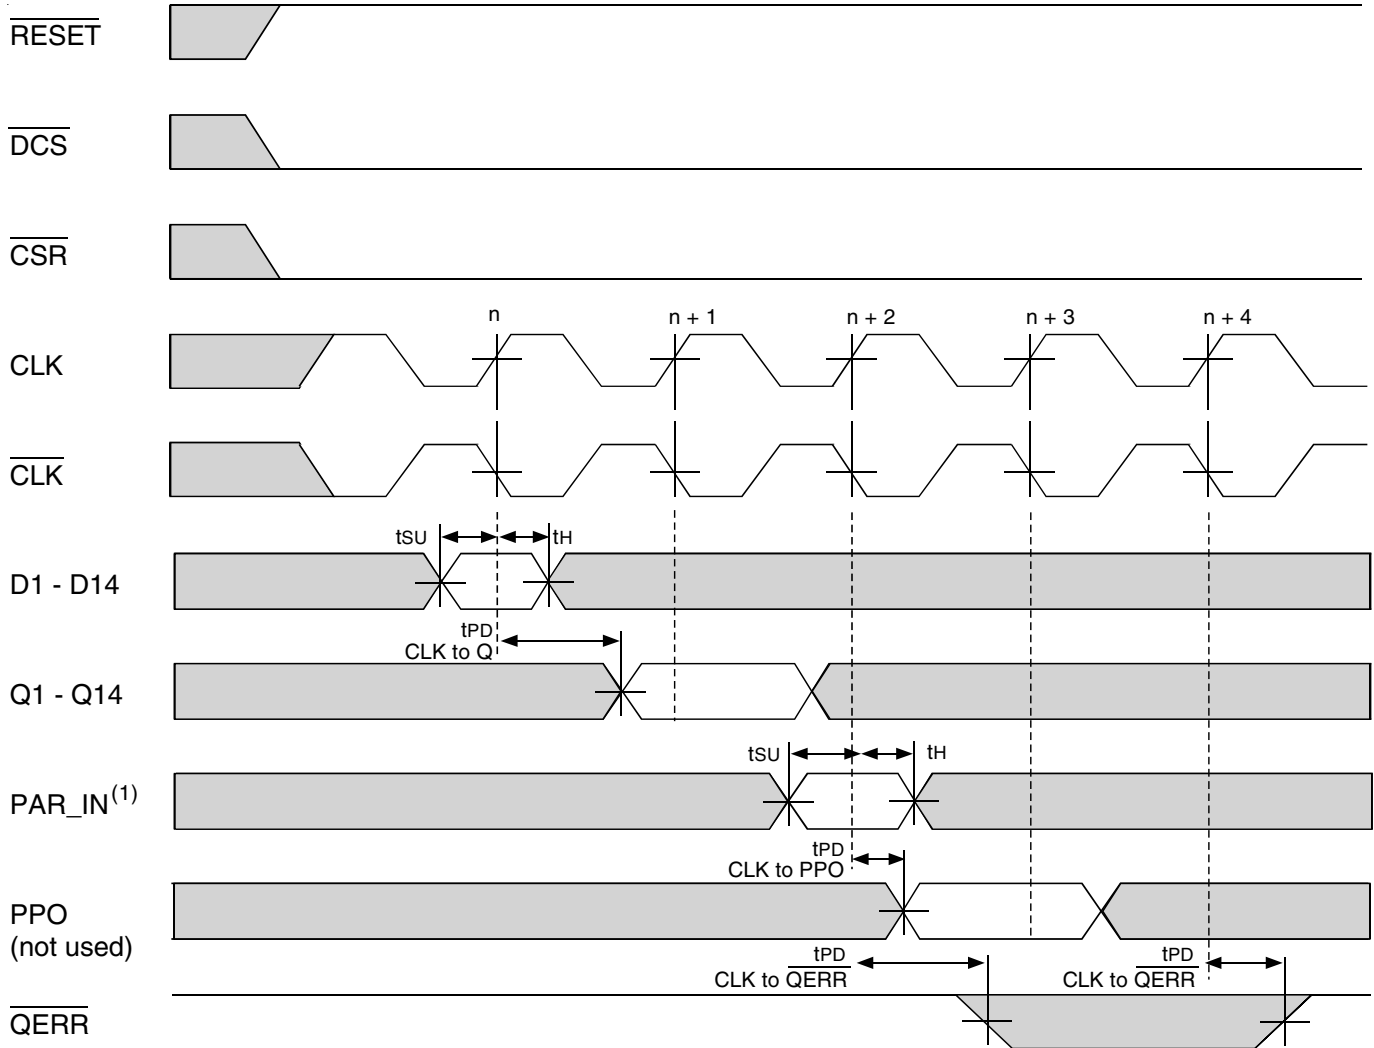 RESET
DCS
CSR
n n + 1 n + 2 n + 3 n + 4
CLK
CLK
tSU tH
D1 - D14
tPD
CLK to Q
Q1 - Q14
tSU tH
PAR_IN(1)
tPD
CLK to PPO
PPO
(not used)
tPD
CLK to QERR
tPD
CLK to QERR
QERR